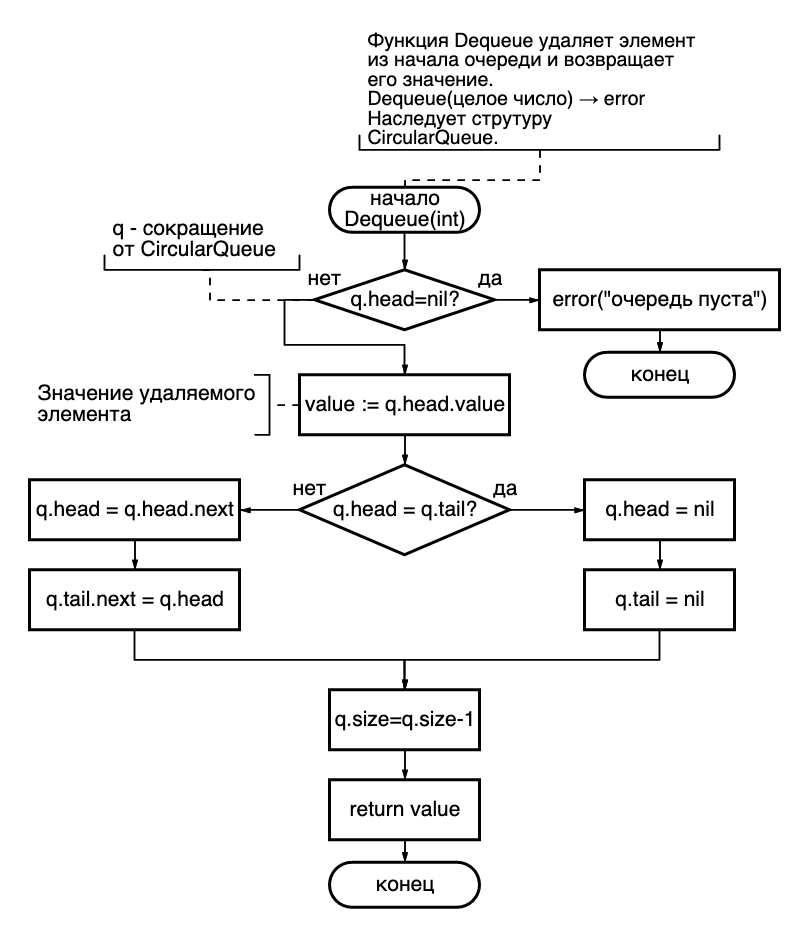 Функция Dequeue удаляет элемент
из начала очереди и возвращает
его значение.
Dequeue(целое число) → error
Наследует струтуру
CircularQueue.
начало
Dequeue(int)
q - сокращение
от CircularQueue
нет
да
q.head=nil?
error("очередь пуста")
конец
Значение удаляемого
элемента
value := q.head.value
нет
да
q.head = q.head.next
q.head = q.tail?
q.head = nil
q.tail.next = q.head
q.tail = nil
q.size=q.size-1
return value
конец